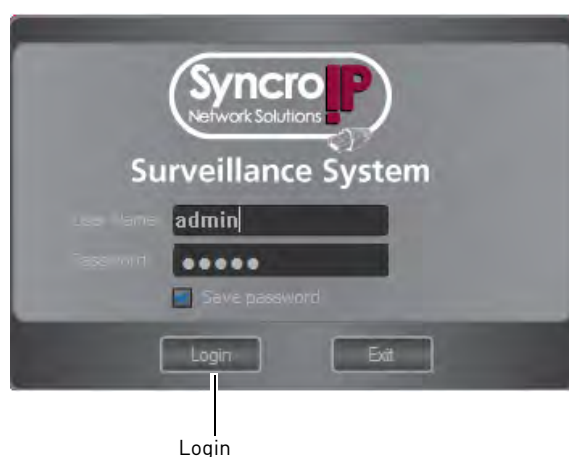 Syncro IP
Network Solutions
Surveillance System
User Name admin
Password ●●●●●
Save password
Login Exit
Login